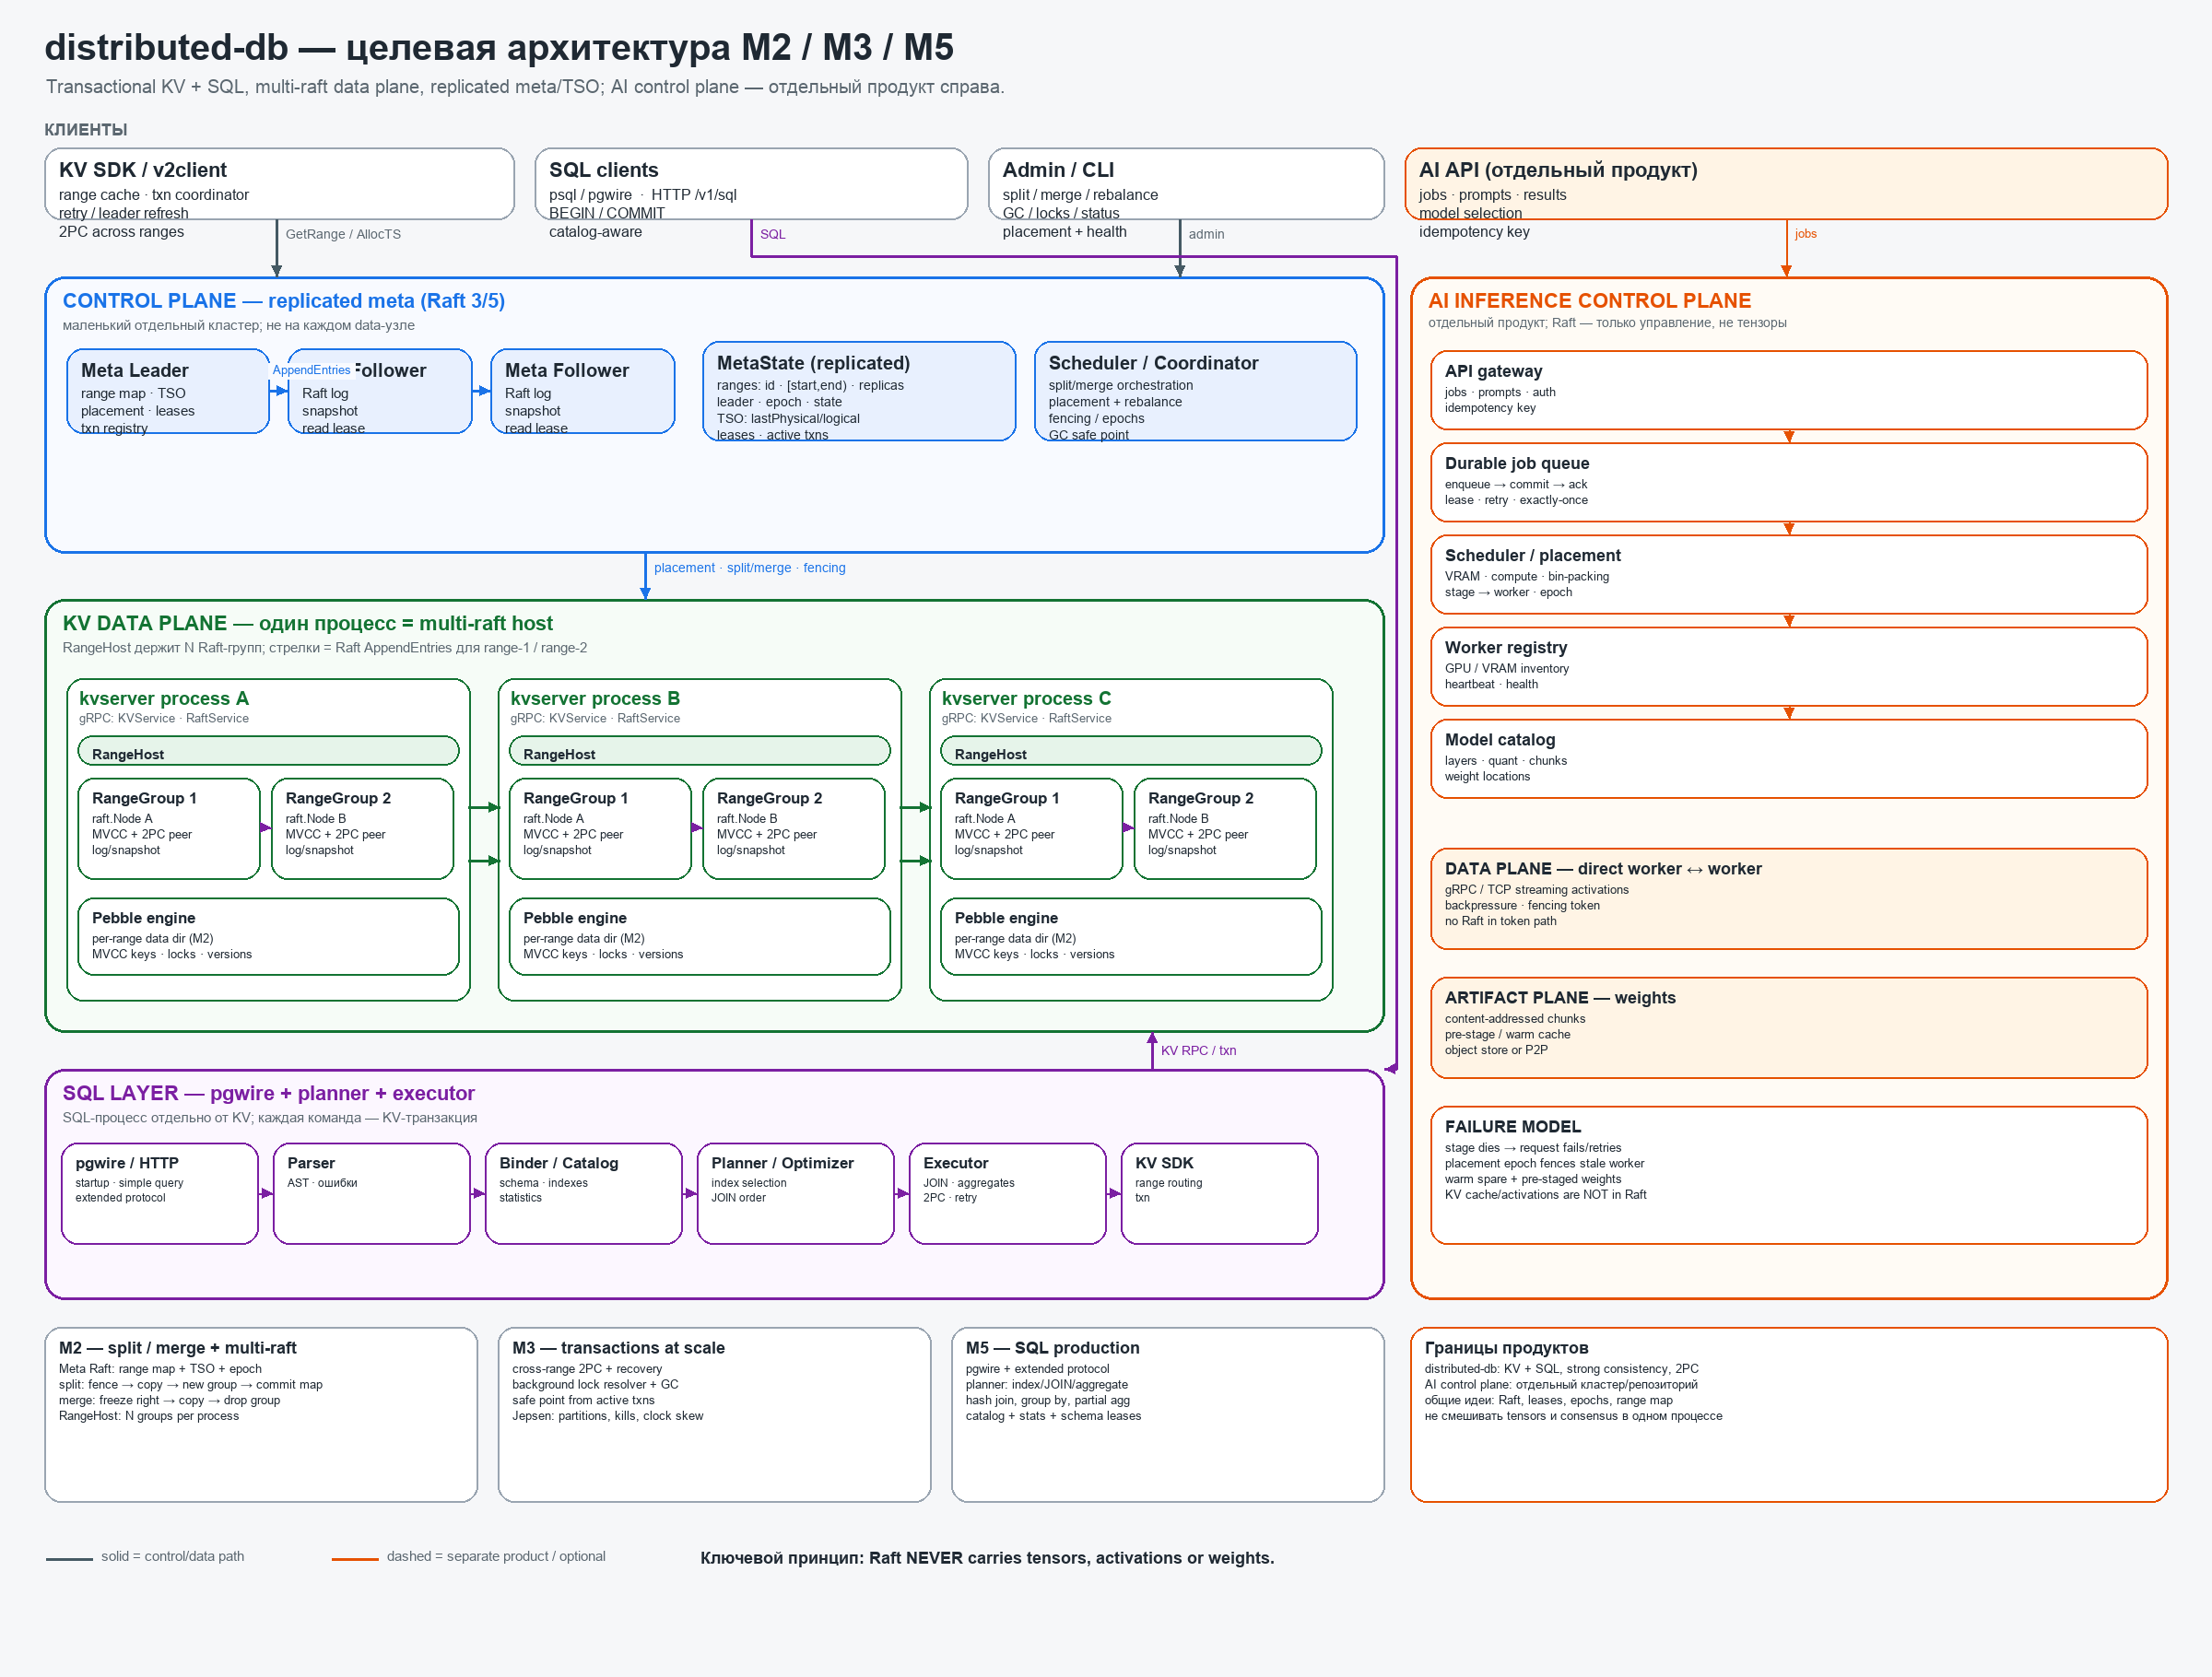 distributed-db — целевая архитектура M2 / M3 / M5
Transactional KV + SQL, multi-raft data plane, replicated meta/TSO; AI control plane — отдельный продукт справа.
КЛИЕНТЫ
KV SDK / v2client
range cache · txn coordinator
retry / leader refresh
2PC across ranges
GetRange / AllocTS
SQL clients
psql / pgwire · HTTP /v1/sql
BEGIN / COMMIT
catalog-aware
SQL
Admin / CLI
split / merge / rebalance
GC / locks / status
placement + health
admin
AI API (отдельный продукт)
jobs · prompts · results
model selection
idempotency key
jobs
CONTROL PLANE — replicated meta (Raft 3/5)
маленький отдельный кластер; не на каждом data-узле
Meta Leader
range map · TSO
placement · leases
txn registry
AppendEntries
Follower
Raft log
snapshot
read lease
Meta Follower
Raft log
snapshot
read lease
MetaState (replicated)
ranges: id · [start,end) · replicas
leader · epoch · state
TSO: lastPhysical/logical
leases · active txns
Scheduler / Coordinator
split/merge orchestration
placement + rebalance
fencing / epochs
GC safe point
placement · split/merge · fencing
KV DATA PLANE — один процесс = multi-raft host
RangeHost держит N Raft-групп; стрелки = Raft AppendEntries для range-1 / range-2
kvserver process A
gRPC: KVService · RaftService
RangeHost
RangeGroup 1
raft.Node A
MVCC + 2PC peer
log/snapshot
RangeGroup 2
raft.Node B
MVCC + 2PC peer
log/snapshot
Pebble engine
per-range data dir (M2)
MVCC keys · locks · versions
kvserver process B
gRPC: KVService · RaftService
RangeHost
RangeGroup 1
raft.Node A
MVCC + 2PC peer
log/snapshot
RangeGroup 2
raft.Node B
MVCC + 2PC peer
log/snapshot
Pebble engine
per-range data dir (M2)
MVCC keys · locks · versions
kvserver process C
gRPC: KVService · RaftService
RangeHost
RangeGroup 1
raft.Node A
MVCC + 2PC peer
log/snapshot
RangeGroup 2
raft.Node B
MVCC + 2PC peer
log/snapshot
Pebble engine
per-range data dir (M2)
MVCC keys · locks · versions
KV RPC / txn
SQL LAYER — pgwire + planner + executor
SQL-процесс отдельно от KV; каждая команда — KV-транзакция
pgwire / HTTP
startup · simple query
extended protocol
Parser
AST · ошибки
Binder / Catalog
schema · indexes
statistics
Planner / Optimizer
index selection
JOIN order
Executor
JOIN · aggregates
2PC · retry
KV SDK
range routing
txn
AI INFERENCE CONTROL PLANE
отдельный продукт; Raft — только управление, не тензоры
API gateway
jobs · prompts · auth
idempotency key
Durable job queue
enqueue → commit → ack
lease · retry · exactly-once
Scheduler / placement
VRAM · compute · bin-packing
stage → worker · epoch
Worker registry
GPU / VRAM inventory
heartbeat · health
Model catalog
layers · quant · chunks
weight locations
DATA PLANE — direct worker ↔ worker
gRPC / TCP streaming activations
backpressure · fencing token
no Raft in token path
ARTIFACT PLANE — weights
content-addressed chunks
pre-stage / warm cache
object store or P2P
FAILURE MODEL
stage dies → request fails/retries
placement epoch fences stale worker
warm spare + pre-staged weights
KV cache/activations are NOT in Raft
M2 — split / merge + multi-raft
Meta Raft: range map + TSO + epoch
split: fence → copy → new group → commit map
merge: freeze right → copy → drop group
RangeHost: N groups per process
M3 — transactions at scale
cross-range 2PC + recovery
background lock resolver + GC
safe point from active txns
Jepsen: partitions, kills, clock skew
M5 — SQL production
pgwire + extended protocol
planner: index/JOIN/aggregate
hash join, group by, partial agg
catalog + stats + schema leases
Границы продуктов
distributed-db: KV + SQL, strong consistency, 2PC
AI control plane: отдельный кластер/репозиторий
общие идеи: Raft, leases, epochs, range map
не смешивать tensors и consensus в одном процессе
solid = control/data path
dashed = separate product / optional
Ключевой принцип: Raft NEVER carries tensors, activations or weights.